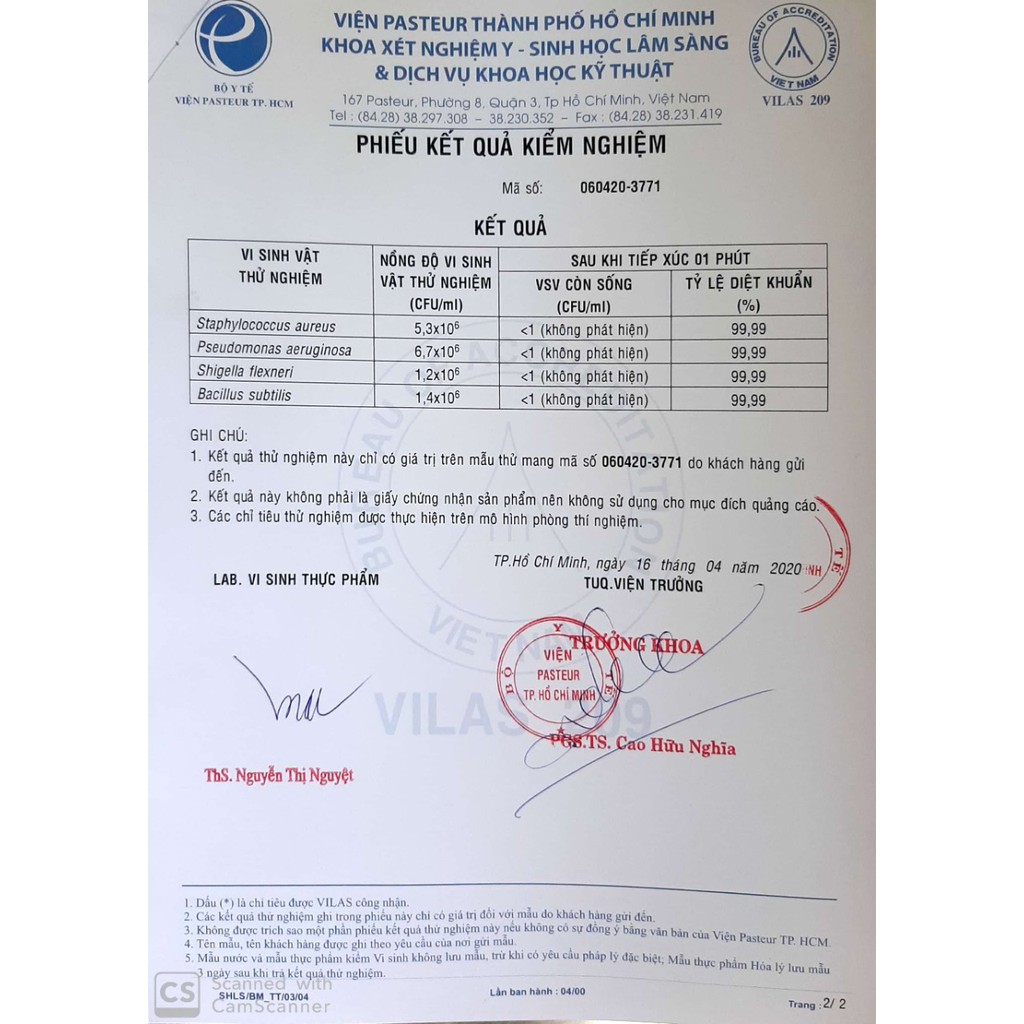 VIỆN PASTEUR THÀNH PHỐ HỒ CHÍ MINH
KHOA XÉT NGHIỆM Y - SINH HỌC LÂM SÀNG
& DỊCH VỤ KHOA HỌC KỸ THUẬT
BỘ Y TẾ
VIỆN PASTEUR TP. HCM
BUREAU OF ACCREDITATION
VIET NAM
VILAS 209
167 Pasteur, Phường 8, Quận 3, Tp Hồ Chí Minh, Việt Nam
Tel : (84.28) 38.297.308 – 38.230.352 – Fax : (84.28) 38.231.419
PHIẾU KẾT QUẢ KIỂM NGHIỆM
Mã số: 060420-3771
KẾT QUẢ
VI SINH VẬT THỬ NGHIỆM | NỒNG ĐỘ VI SINH VẬT THỬ NGHIỆM (CFU/ml) | SAU KHI TIẾP XÚC 01 PHÚT
VSV CÒN SỐNG (CFU/ml) | TỶ LỆ DIỆT KHUẨN (%)
Staphylococcus aureus | 5,3x10⁶ | <1 (không phát hiện) | 99,99
Pseudomonas aeruginosa | 6,7x10⁶ | <1 (không phát hiện) | 99,99
Shigella flexneri | 1,2x10⁶ | <1 (không phát hiện) | 99,99
Bacillus subtilis | 1,4x10⁶ | <1 (không phát hiện) | 99,99
GHI CHÚ:
1. Kết quả thử nghiệm này chỉ có giá trị trên mẫu thử mang mã số 060420-3771 do khách hàng gửi
đến.
2. Kết quả này không phải là giấy chứng nhận sản phẩm nên không sử dụng cho mục đích quảng cáo.
3. Các chỉ tiêu thử nghiệm được thực hiện trên mô hình phòng thí nghiệm.
BUREAU OF ACCREDITATION
VIET NAM
VILAS 209
TP.Hồ Chí Minh, ngày 16 tháng 04 năm 2020
LAB. VI SINH THỰC PHẨM
TUQ.VIỆN TRƯỞNG
TRƯỞNG KHOA
BỘ Y TẾ
VIỆN
PASTEUR
TP. HỒ CHÍ MINH
PGS.TS. Cao Hữu Nghĩa
ThS. Nguyễn Thị Nguyệt
1. Dấu (*) là chỉ tiêu được VILAS công nhận.
2. Các kết quả thử nghiệm ghi trong phiếu này chỉ có giá trị đối với mẫu do khách hàng gửi đến.
3. Không được trích sao một phần phiếu kết quả thử nghiệm này nếu không có sự đồng ý bằng văn bản của Viện Pasteur TP. HCM.
4. Tên mẫu, tên khách hàng được ghi theo yêu cầu của nơi gửi mẫu.
5. Mẫu nước và mẫu thực phẩm kiểm Vi sinh không lưu mẫu, trừ khi có yêu cầu pháp lý đặc biệt; Mẫu thực phẩm Hóa lý lưu mẫu
3 ngày sau khi trả kết quả thử nghiệm.
CS Scanned with
CamScanner
SHLS/BM_TT/03/04
Lần ban hành : 04/00
Trang : 2/ 2